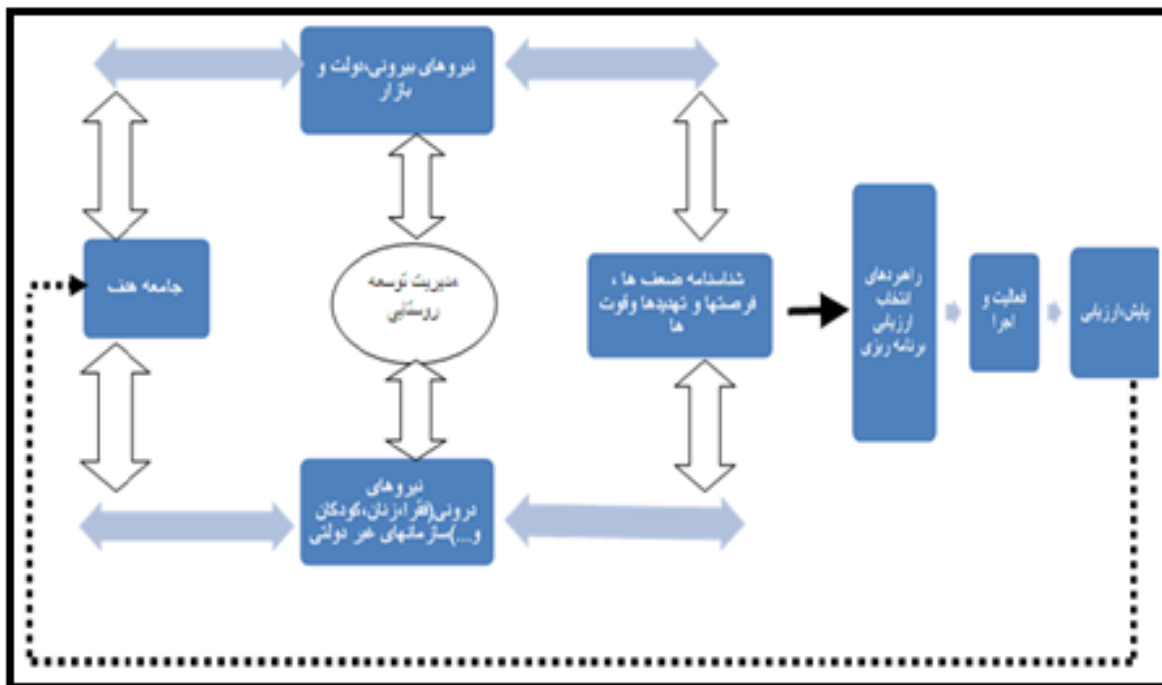 نیروهای بیرونی،دولت و
بازار
جامعه هدف
مدیریت توسعه
روستایی
شناسنامه ضعف ها ،
فرصتها و تهدیدها وقوت
ها
راهبردهای
انتخاب
ارزیابی
برنامه ریزی
فعالیت و
اجرا
پایش،ارزیابی
نیروهای
درونی(فقرا،زنان،کودکان
و...)سازمانهای غیر دولتی